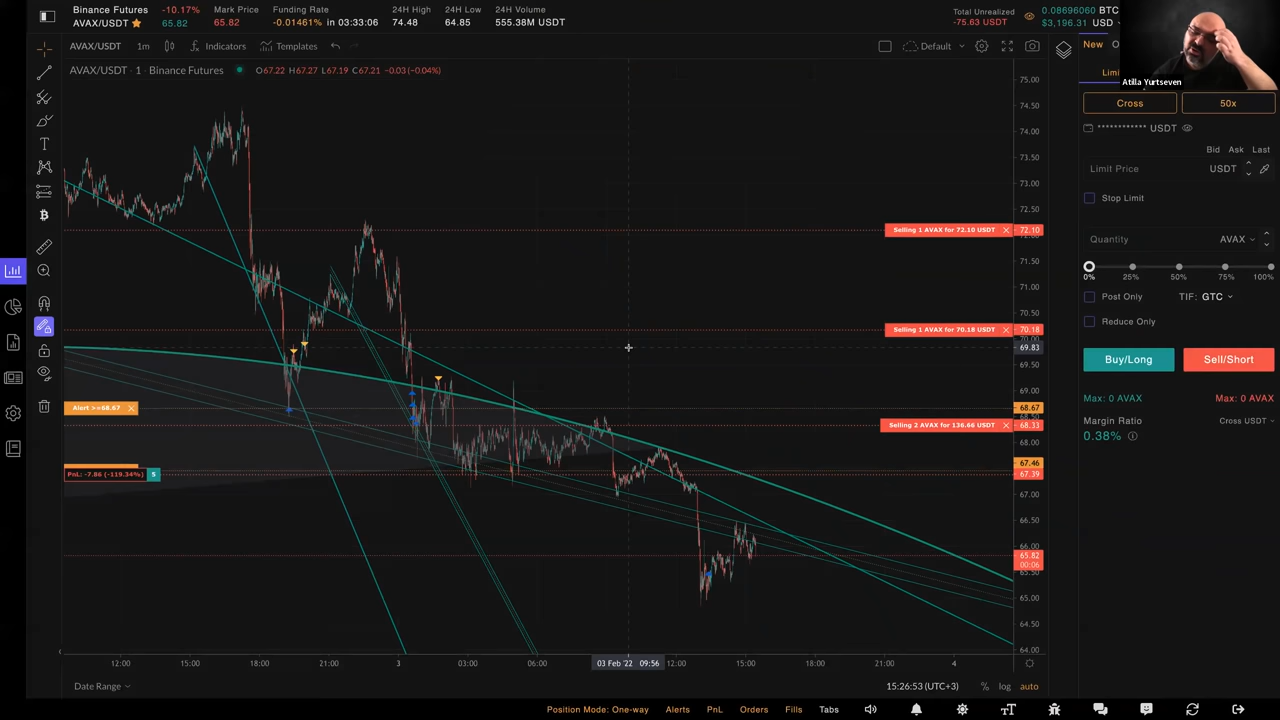 Binance Futures -10.17% Mark Price Funding Rate 24H High 24H Low 24H Volume
AVAX/USDT 65.82 65.82 -0.01461% in 03:33:06 74.48 64.85 555.38M USDT
Total Unrealized 0.08696060 BTC
-75.63 USDT $3,196.31 USD
AVAX/USDT 1m Indicators Templates Default
AVAX/USDT · 1 · Binance Futures O67.22 H67.27 L67.19 C67.21 -0.03 (-0.04%)
New
Atilla Yurtseven
Cross 50x
************ USDT
Bid Ask Last
Limit Price USDT
Stop Limit
Quantity AVAX
0% 25% 50% 75% 100%
Post Only TIF: GTC
Reduce Only
Buy/Long Sell/Short
Max: 0 AVAX Max: 0 AVAX
Margin Ratio Cross USDT
0.38%
75.00
74.50
74.00
73.50
73.00
72.50
Selling 1 AVAX for 72.10 USDT 72.10
71.50
71.00
70.50
Selling 1 AVAX for 70.18 USDT 70.18
69.83
69.50
69.00
Alert >=68.67 68.67
Selling 2 AVAX for 136.66 USDT 68.33
68.00
67.46
PnL: -7.86 (-119.34%) 5 67.39
67.00
66.50
66.00
65.82
00:06
65.50
65.00
64.50
64.00
12:00 15:00 18:00 21:00 3 03:00 06:00 03 Feb '22 09:56 12:00 15:00 18:00 21:00 4
Date Range 15:26:53 (UTC+3) % log auto
Position Mode: One-way Alerts PnL Orders Fills Tabs